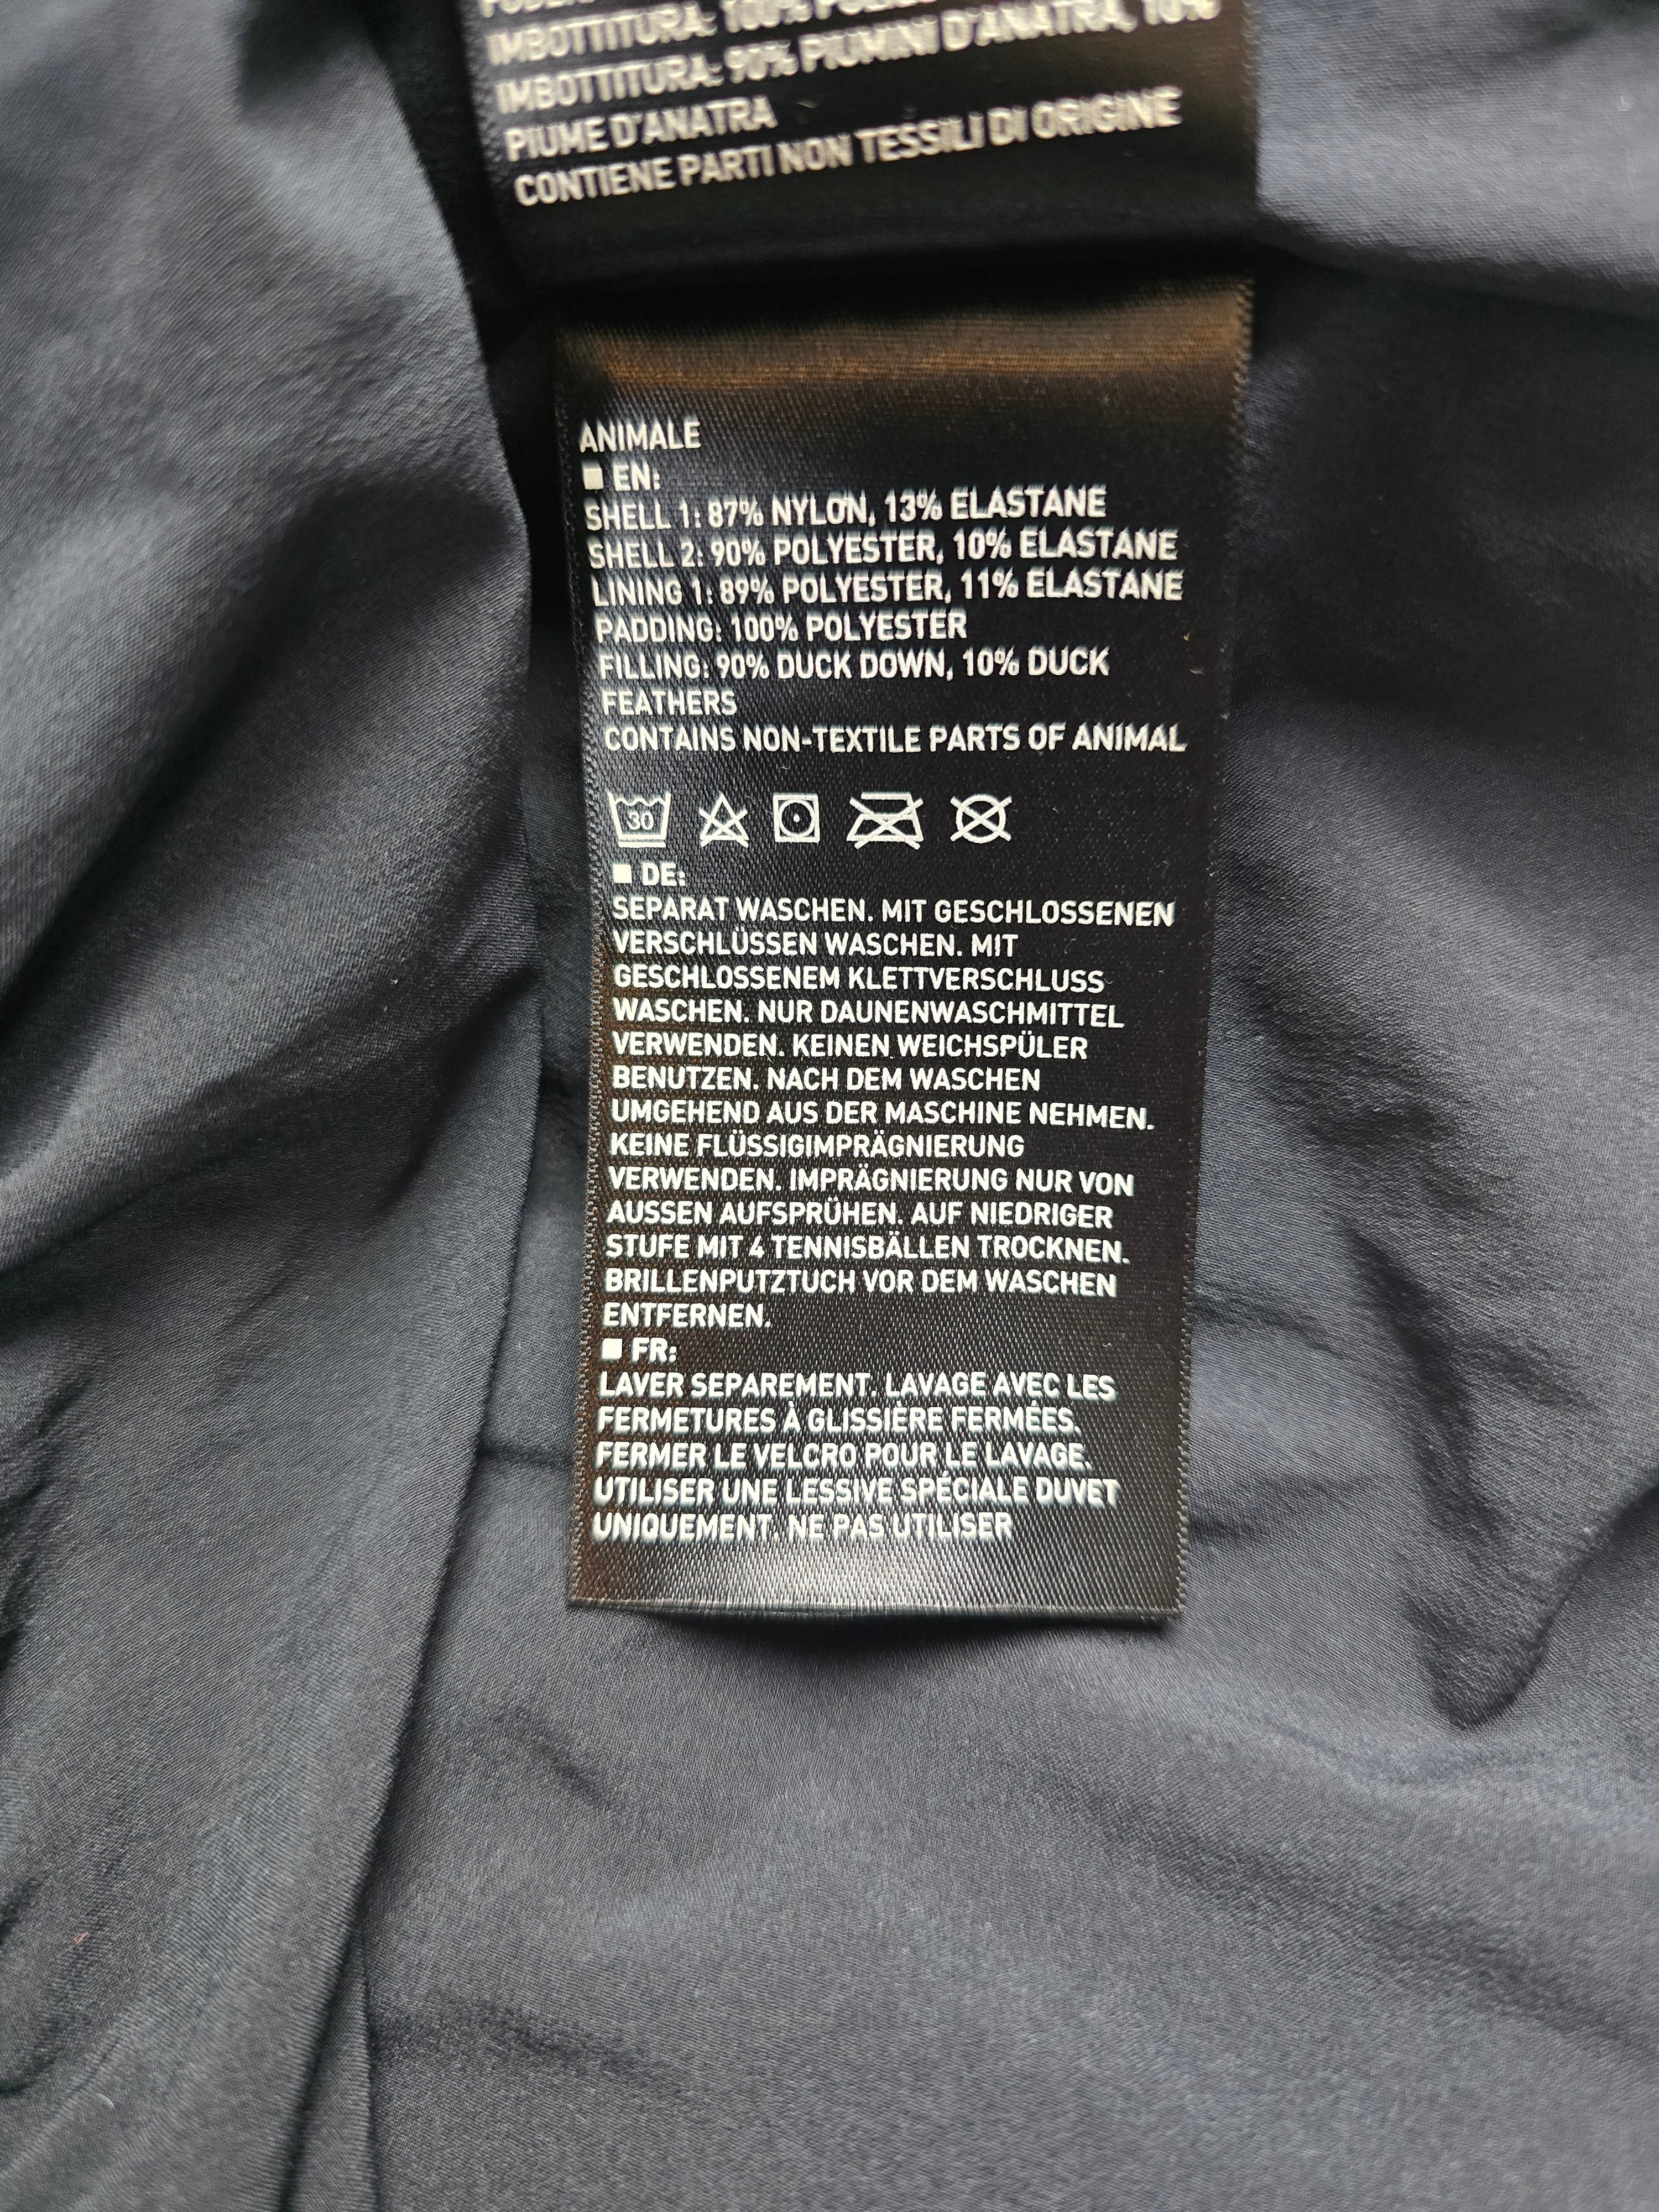 IMBOTTITURA: 100%
IMBOTTITURA: 90% PIUMINI D'ANATRA, 10%
PIUME D'ANATRA
CONTIENE PARTI NON TESSILI DI ORIGINE
ANIMALE
EN:
SHELL 1: 87% NYLON, 13% ELASTANE
SHELL 2: 90% POLYESTER, 10% ELASTANE
LINING 1: 89% POLYESTER, 11% ELASTANE
PADDING: 100% POLYESTER
FILLING: 90% DUCK DOWN, 10% DUCK
FEATHERS
CONTAINS NON-TEXTILE PARTS OF ANIMAL
30
DE:
SEPARAT WASCHEN. MIT GESCHLOSSENEN
VERSCHLÜSSEN WASCHEN. MIT
GESCHLOSSENEM KLETTVERSCHLUSS
WASCHEN. NUR DAUNENWASCHMITTEL
VERWENDEN. KEINEN WEICHSPÜLER
BENUTZEN. NACH DEM WASCHEN
UMGEHEND AUS DER MASCHINE NEHMEN.
KEINE FLÜSSIGIMPRÄGNIERUNG
VERWENDEN. IMPRÄGNIERUNG NUR VON
AUSSEN AUFSPRÜHEN. AUF NIEDRIGER
STUFE MIT 4 TENNISBÄLLEN TROCKNEN.
BRILLENPUTZTUCH VOR DEM WASCHEN
ENTFERNEN.
FR:
LAVER SEPAREMENT. LAVAGE AVEC LES
FERMETURES À GLISSIÈRE FERMÉES.
FERMER LE VELCRO POUR LE LAVAGE.
UTILISER UNE LESSIVE SPÉCIALE DUVET
UNIQUEMENT. NE PAS UTILISER